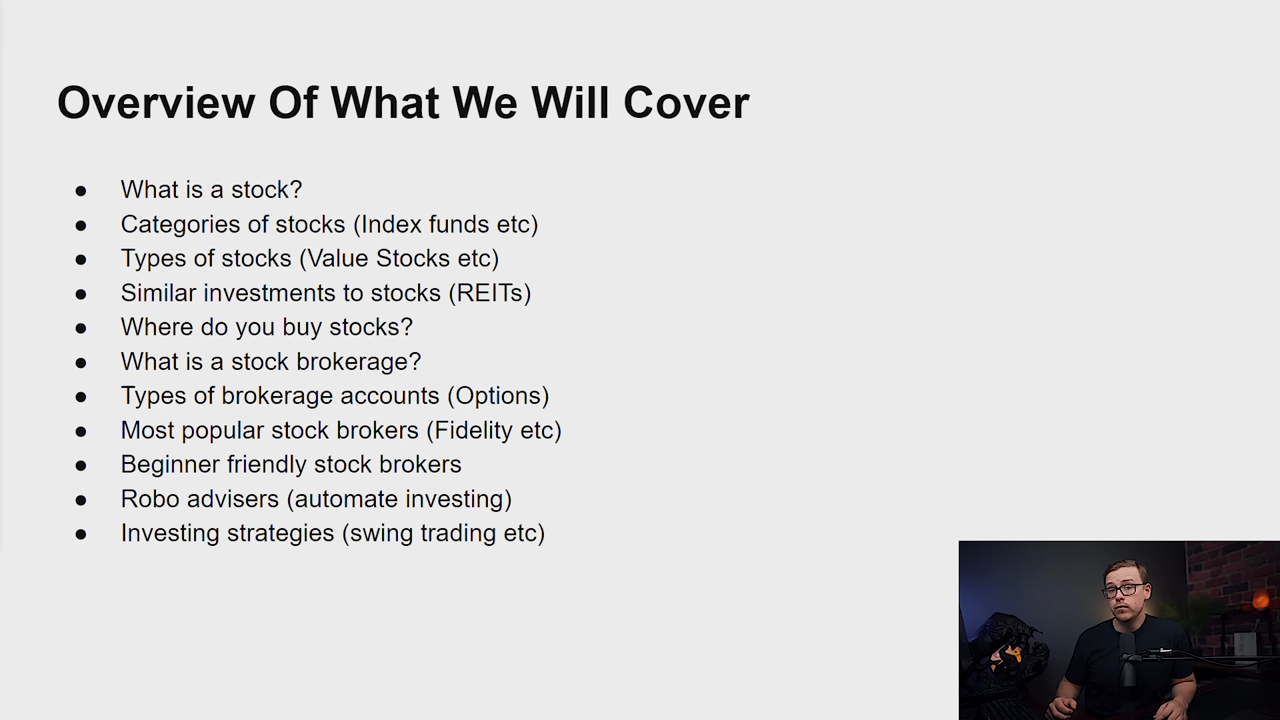 Overview Of What We Will Cover
● What is a stock?
● Categories of stocks (Index funds etc)
● Types of stocks (Value Stocks etc)
● Similar investments to stocks (REITs)
● Where do you buy stocks?
● What is a stock brokerage?
● Types of brokerage accounts (Options)
● Most popular stock brokers (Fidelity etc)
● Beginner friendly stock brokers
● Robo advisers (automate investing)
● Investing strategies (swing trading etc)